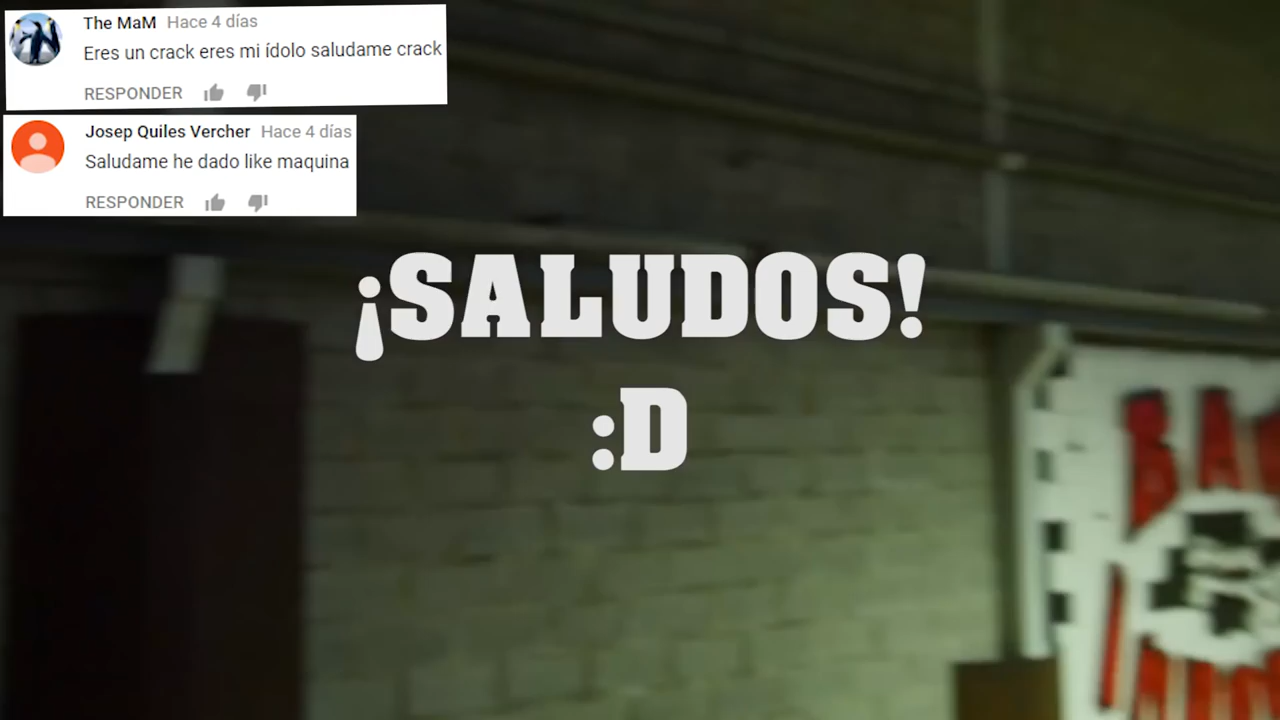 The MaM Hace 4 días
Eres un crack eres mi ídolo saludame crack
RESPONDER
Josep Quiles Vercher Hace 4 días
Saludame he dado like maquina
RESPONDER
¡SALUDOS!
:D